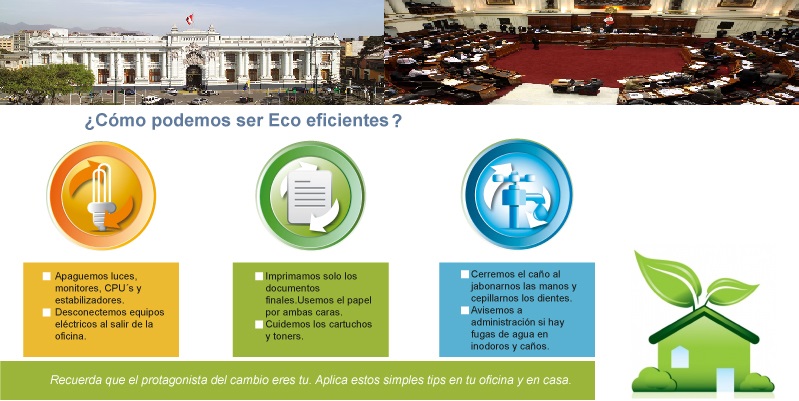 ¿Cómo podemos ser Eco eficientes?
Apaguemos luces,
monitores, CPU´s y
estabilizadores.
Desconectemos equipos
eléctricos al salir de la
oficina.
Imprimamos solo los
documentos
finales.Usemos el papel
por ambas caras.
Cuidemos los cartuchos
y toners.
Cerremos el caño al
jabonarnos las manos y
cepillarnos los dientes.
Avisemos a
administración si hay
fugas de agua en
inodoros y caños.
Recuerda que el protagonista del cambio eres tu. Aplica estos simples tips en tu oficina y en casa.